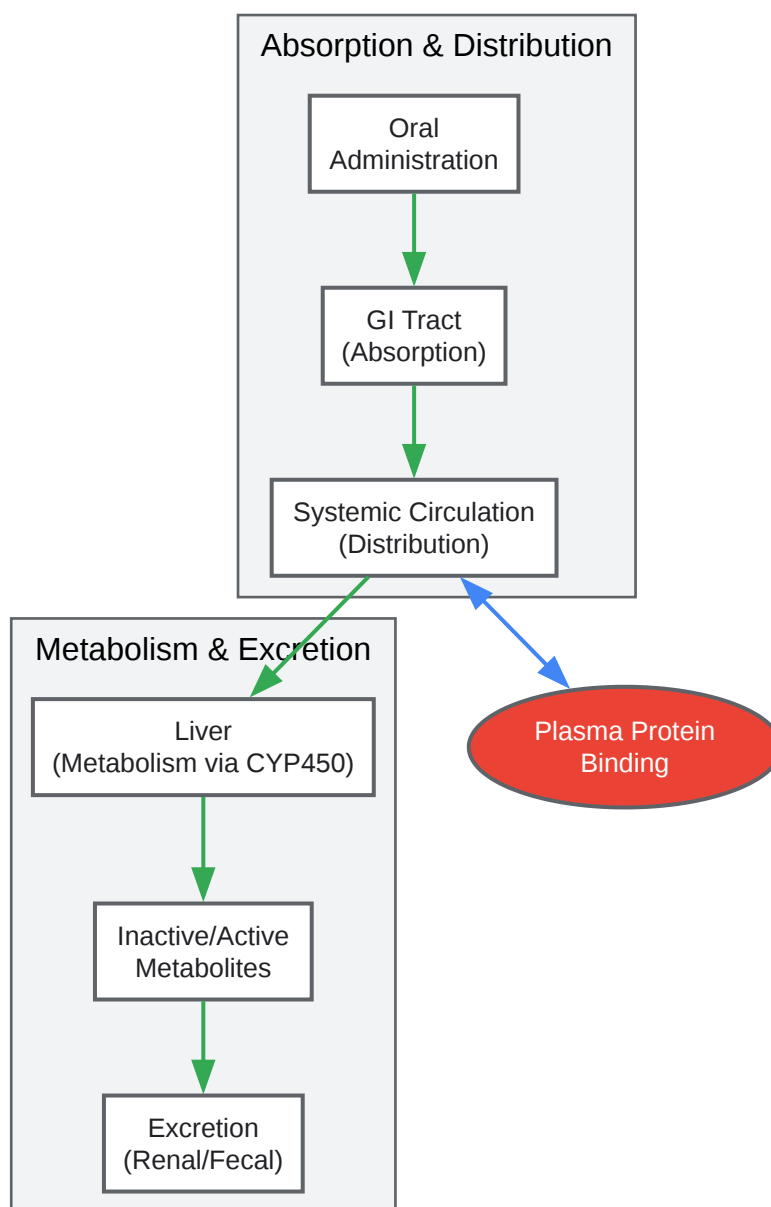 Absorption & Distribution
Oral
Administration
GI Tract
(Absorption)
Systemic Circulation
(Distribution)
Metabolism & Excretion
Liver
(Metabolism via CYP450)
Plasma Protein
Binding
Inactive/Active
Metabolites
Excretion
(Renal/Fecal)